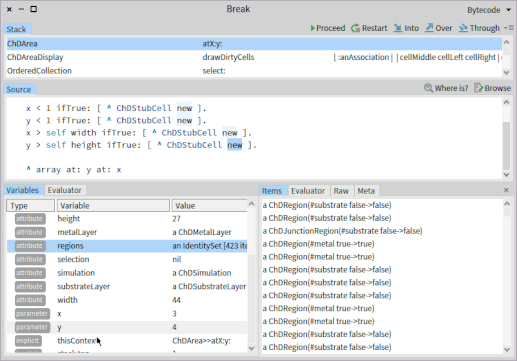 Break
Bytecode
Stack
Proceed Restart Into Over Through
ChDArea atX:y:
ChDAreaDisplay drawDirtyCells [ :anAssociation | | cellMiddle cellLeft cellRight |
OrderedCollection select:
Source
Where is? Browse
x < 1 ifTrue: [ ^ ChDStubCell new ].
y < 1 ifTrue: [ ^ ChDStubCell new ].
x > self width ifTrue: [ ^ ChDStubCell new ].
y > self height ifTrue: [ ^ ChDStubCell new ].
^ array at: y at: x
Variables Evaluator
Type Variable Value
attribute height 27
attribute metalLayer a ChDMetalLayer
attribute regions an IdentitySet [423 ite
attribute selection nil
attribute simulation a ChDSimulation
attribute substrateLayer a ChDSubstrateLayer
attribute width 44
parameter x 3
parameter y 4
implicit thisContext ChDArea>>atX:y:
Items Evaluator Raw Meta
a ChDRegion(#substrate false->false)
a ChDRegion(#substrate false->false)
a ChDJunctionRegion(#substrate false->false)
a ChDRegion(#metal true->true)
a ChDRegion(#metal true->true)
a ChDRegion(#substrate false->false)
a ChDRegion(#substrate false->false)
a ChDRegion(#substrate false->false)
a ChDRegion(#metal true->true)
a ChDRegion(#metal true->true)
a ChDRegion(#substrate false->false)
a ChDRegion(#substrate false->false)